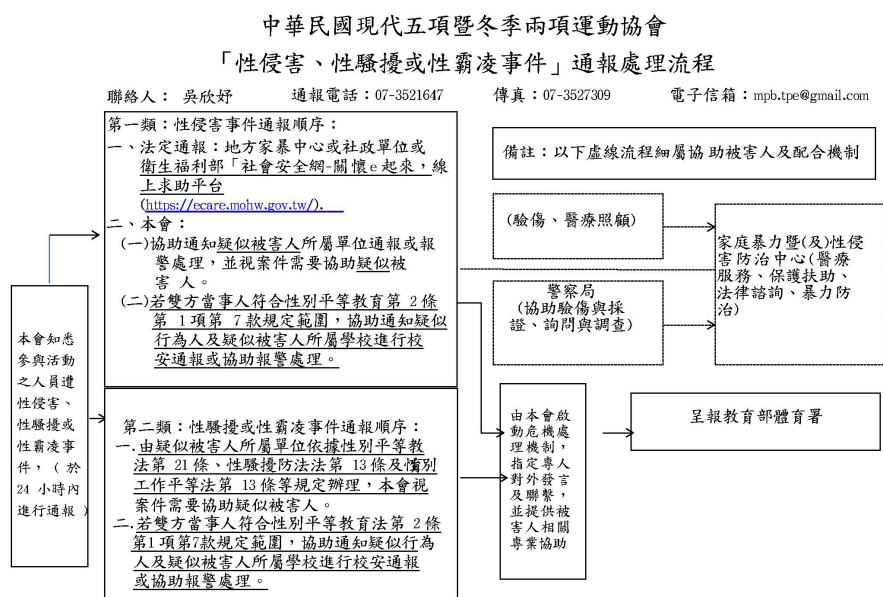 中華民國現代五項暨冬季兩項運動協會
「性侵害、性騷擾或性霸凌事件」通報處理流程
聯絡人： 吳欣妤 通報電話：07-3521647 傳真：07-3527309 電子信箱：mpb.tpe@gmail.com
本會知悉
參與活動
之人員遭
性侵害、
性騷擾或
性霸凌事
件，（ 於
24 小時內
進行通報 ）
第一類：性侵害事件通報順序：
一、法定通報：地方家暴中心或社政單位或
衛生福利部「社會安全網-關懷e起來，線
上求助平台
(https://ecare.mohw.gov.tw/).
二、本會：
(一)協助通知疑似被害人所屬單位通報或報
警處理，並視案件需要協助疑似被
害 人。
(二)若雙方當事人符合性別平等教育第 2 條
第 1 項第 7 款規定範圍，協助通知疑似
行為人及疑似被害人所屬學校進行校
安通報或協助報警處理。
第二類：性騷擾或性霸凌事件通報順序：
一.由疑似被害人所屬單位依據性別平等教
法第 21 條、性騷擾防法法第 13 條及性別
工作平等法第 13 條等規定辦理，本會視
案件需要協助疑似被害人。
二.若雙方當事人符合性別平等教育法第 2 條
第1 項第7款規定範圍，協助通知疑似行為
人及疑似被害人所屬學校進行校安通報
或協助報警處理。
備註：以下虛線流程細屬協 助被害人及配合機制
(驗傷、醫療照顧)
警察局
(協助驗傷與採
證、詢問與調查)
家庭暴力暨(及)性侵
害防治中心(醫療
服務、保護扶助、
法律諮詢、暴力防
治)
由本會啟
動危機處
理機制，
指定專人
對外發言
及聯繫，
並提供被
害人相關
專業協助
呈報教育部體育署